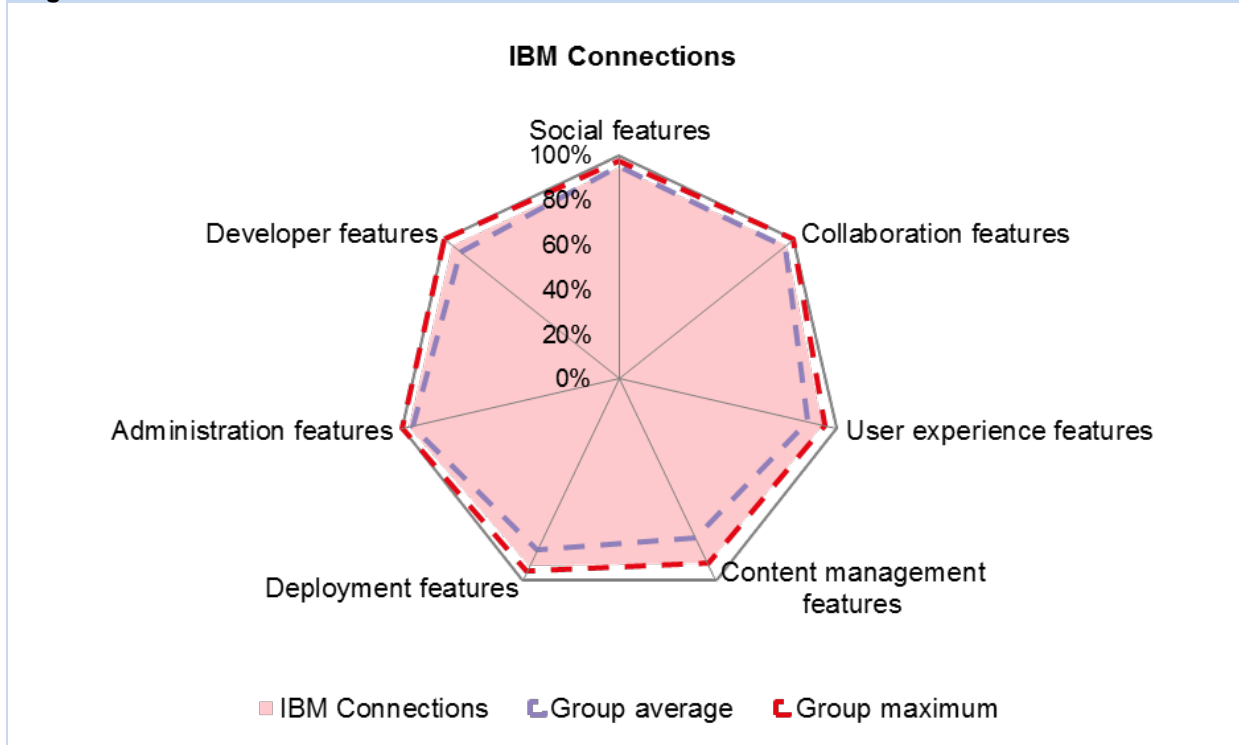 IBM Connections
Social features
100%
80%
Developer features
Collaboration features
60%
40%
20%
0%
Administration features
User experience features
Deployment features
Content management
features
IBM Connections
Group average
Group maximum